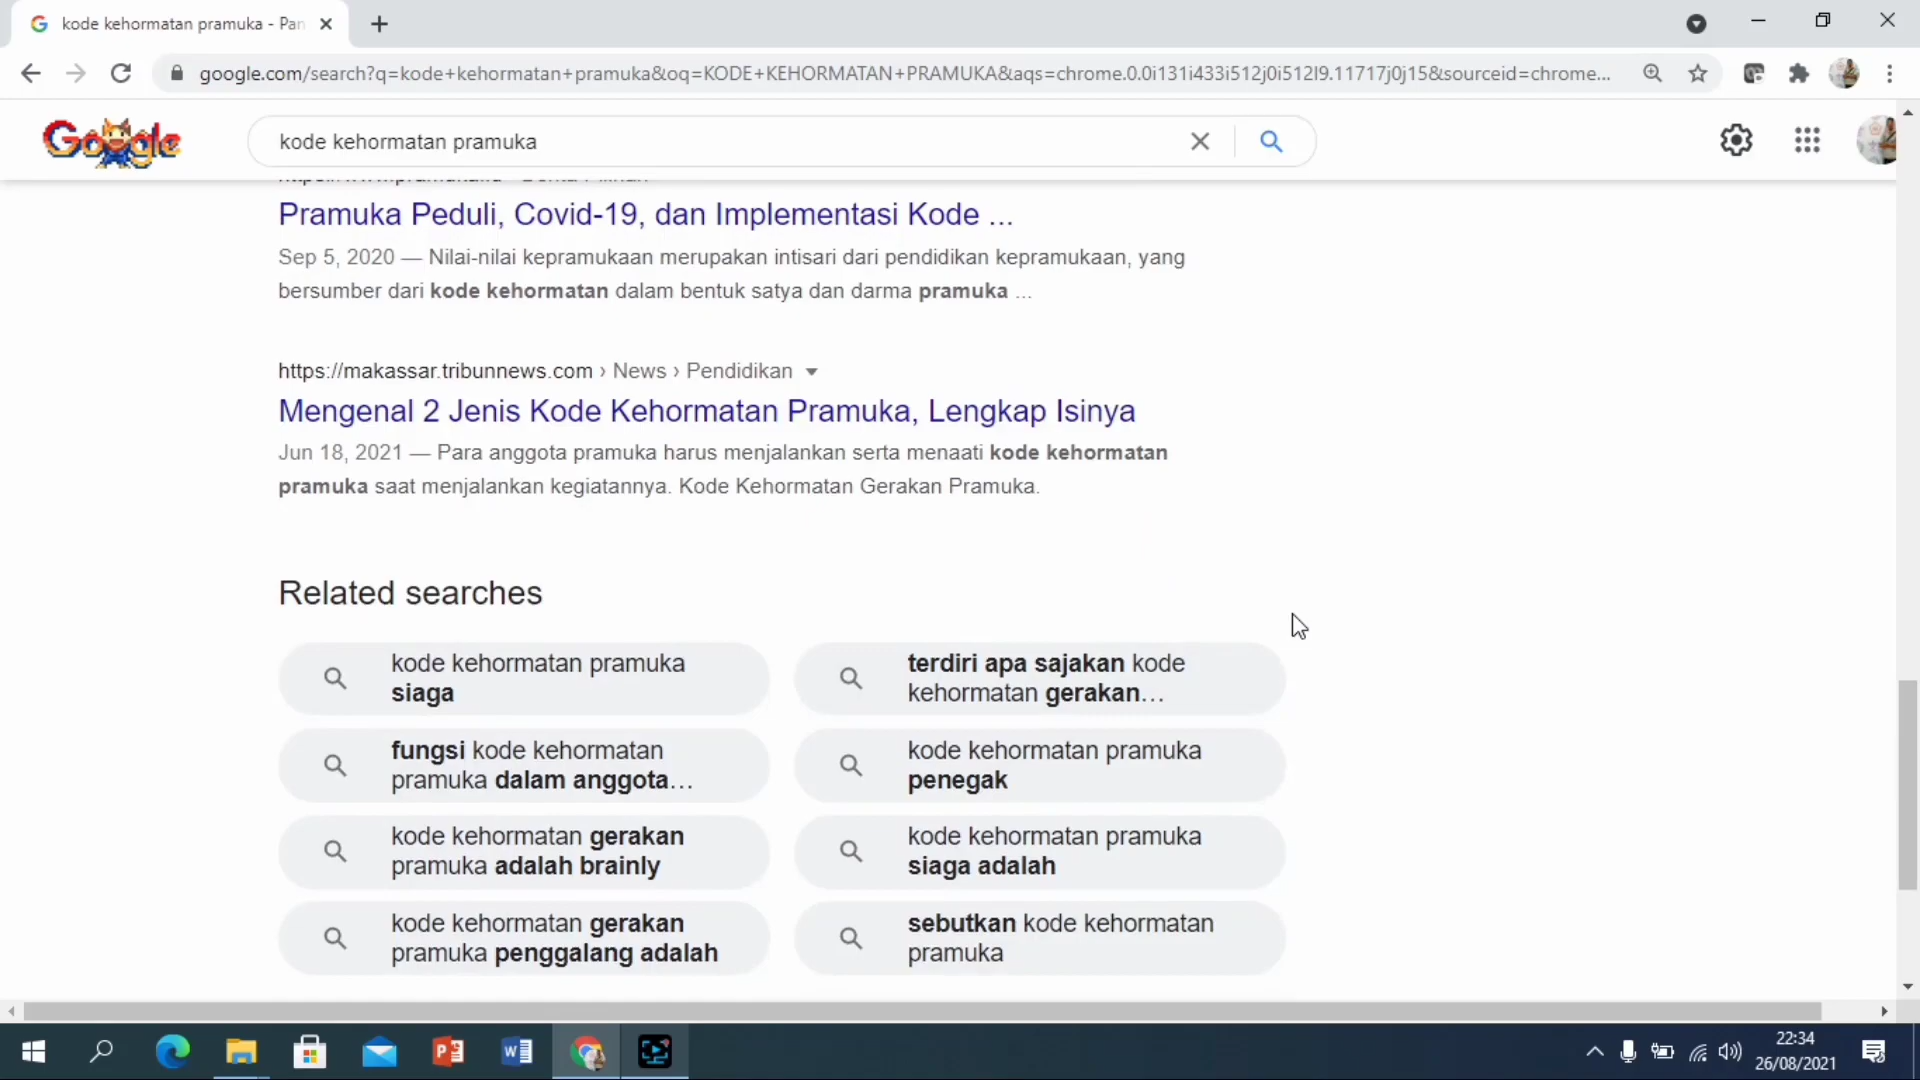 kode kehormatan pramuka - Pan
google.com/search?q=kode+kehormatan+pramuka&oq=KODE+KEHORMATAN+PRAMUKA&aqs=chrome.0.0i131i433i512j0i512l9.11717j0j15&sourceid=chrome...
Google
kode kehormatan pramuka
Pramuka Peduli, Covid-19, dan Implementasi Kode ...
Sep 5, 2020 — Nilai-nilai kepramukaan merupakan intisari dari pendidikan kepramukaan, yang
bersumber dari kode kehormatan dalam bentuk satya dan darma pramuka ...
https://makassar.tribunnews.com › News › Pendidikan
Mengenal 2 Jenis Kode Kehormatan Pramuka, Lengkap Isinya
Jun 18, 2021 — Para anggota pramuka harus menjalankan serta menaati kode kehormatan
pramuka saat menjalankan kegiatannya. Kode Kehormatan Gerakan Pramuka.
Related searches
kode kehormatan pramuka
siaga
terdiri apa sajakan kode
kehormatan gerakan...
fungsi kode kehormatan
pramuka dalam anggota...
kode kehormatan pramuka
penegak
kode kehormatan gerakan
pramuka adalah brainly
kode kehormatan pramuka
siaga adalah
kode kehormatan gerakan
pramuka penggalang adalah
sebutkan kode kehormatan
pramuka
22:34
26/08/2021